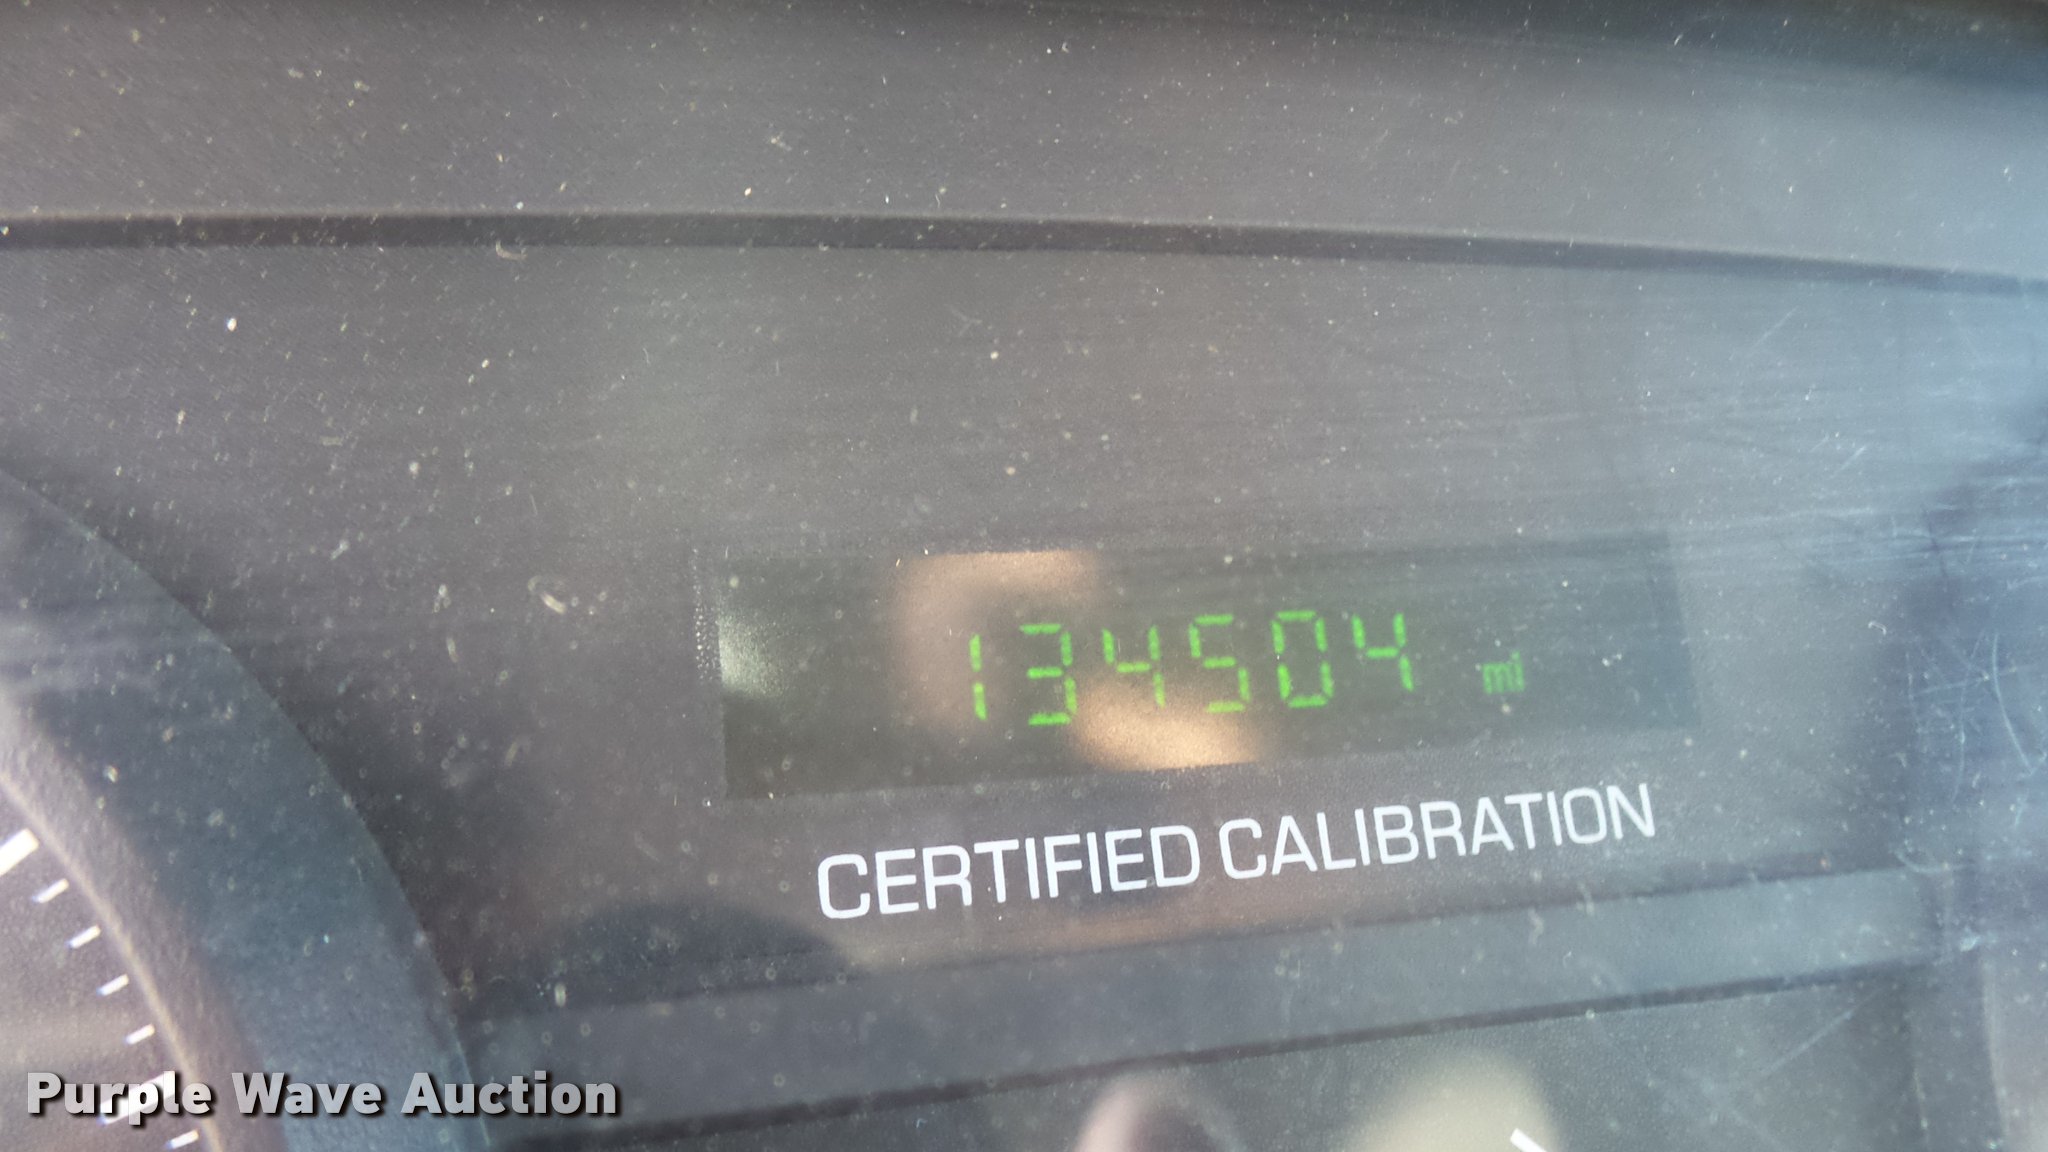 134504 mi
CERTIFIED CALIBRATION
Purple Wave Auction